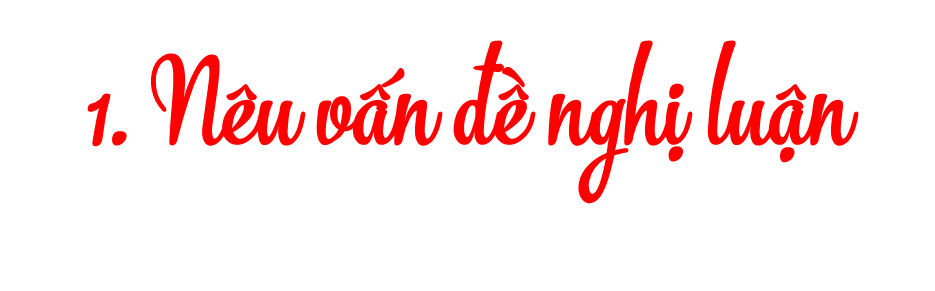 1. Nêu vấn đề nghị luận